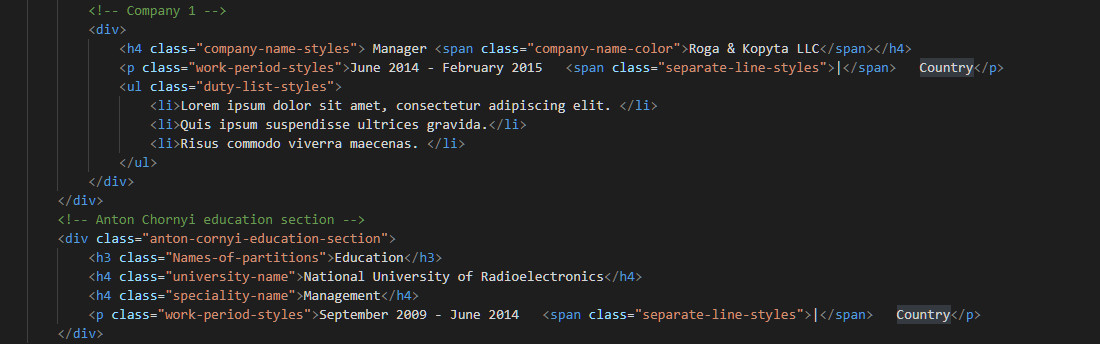 <!-- Company 1 -->
<div>
<h4 class="company-name-styles"> Manager <span class="company-name-color">Roga & Kopyta LLC</span></h4>
<p class="work-period-styles">June 2014 - February 2015   <span class="separate-line-styles">|</span>   Country</p>
<ul class="duty-list-styles">
<li>Lorem ipsum dolor sit amet, consectetur adipiscing elit. </li>
<li>Quis ipsum suspendisse ultrices gravida.</li>
<li>Risus commodo viverra maecenas. </li>
</ul>
</div>
</div>
<!-- Anton Chornyi education section -->
<div class="anton-cornyi-education-section">
<h3 class="Names-of-partitions">Education</h3>
<h4 class="university-name">National University of Radioelectronics</h4>
<h4 class="speciality-name">Management</h4>
<p class="work-period-styles">September 2009 - June 2014   <span class="separate-line-styles">|</span>   Country</p>
</div>